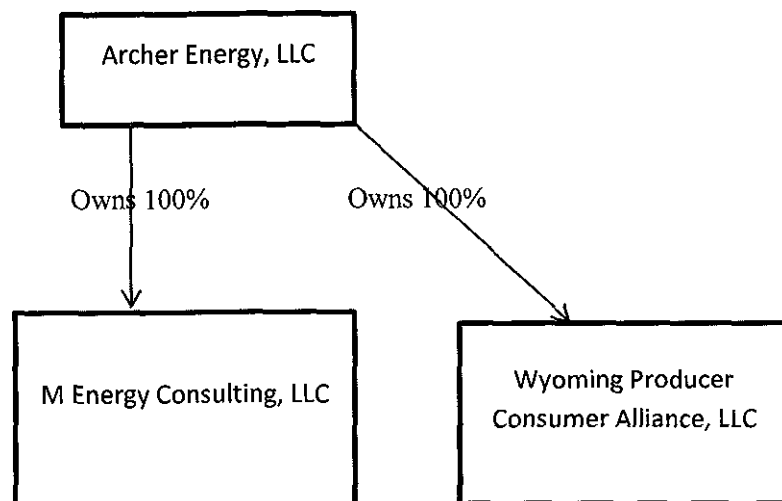 Archer Energy, LLC
Owns 100%
Owns 100%
M Energy Consulting, LLC
Wyoming Producer
Consumer Alliance, LLC